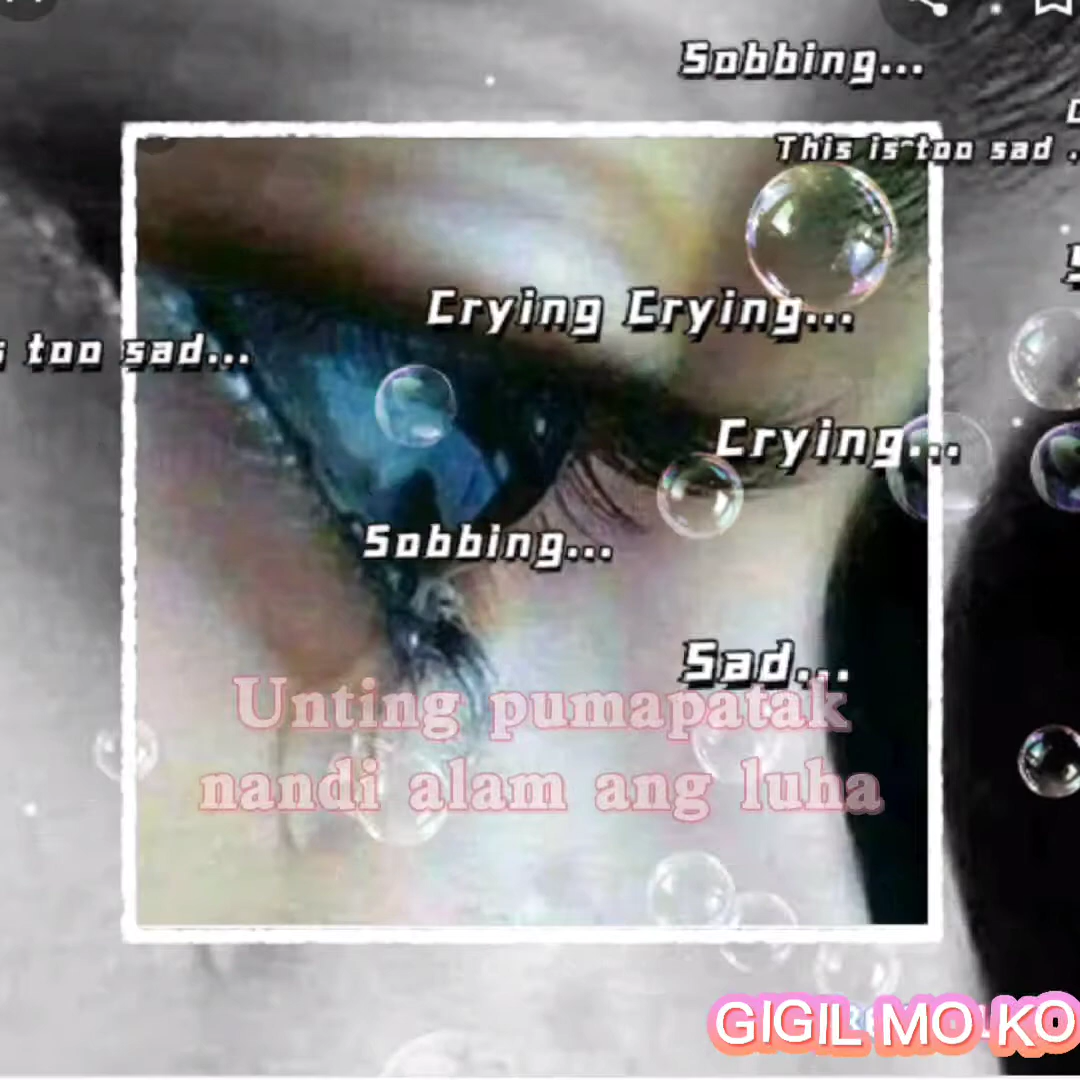 Sobbing...
This is too sad
Crying Crying...
too sad...
Crying...
Sobbing...
Sad...
Unting pumapatak
nandi alam ang luha
GIGIL MO KO